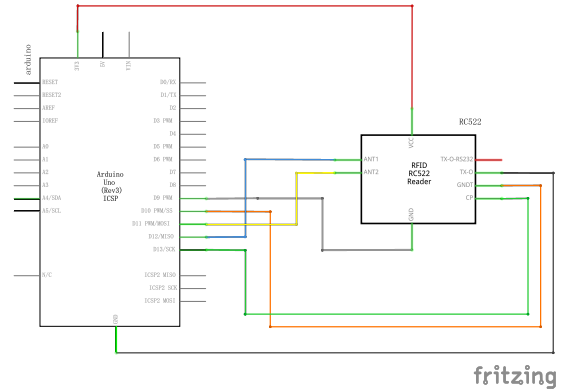 arduino
3V3
5V
VIN
RESET
RESET2
AREF
IOREF
A0
A1
A2
A3
A4/SDA
A5/SCL
N/C
D0/RX
D1/TX
D2
D3 PWM
D4
D5 PWM
D6 PWM
D7
D8
D9 PWM
D10 PWM/SS
D11 PWM/MOSI
D12/MISO
D13/SCK
ICSP2 MISO
ICSP2 SCK
ICSP2 MOSI
Arduino
Uno
(Rev3)
ICSP
GND
RC522
VCC
ANT1
ANT2
RFID
RC522
Reader
TX-D-RS232
TX-D
GNDT
CP
GND
fritzing